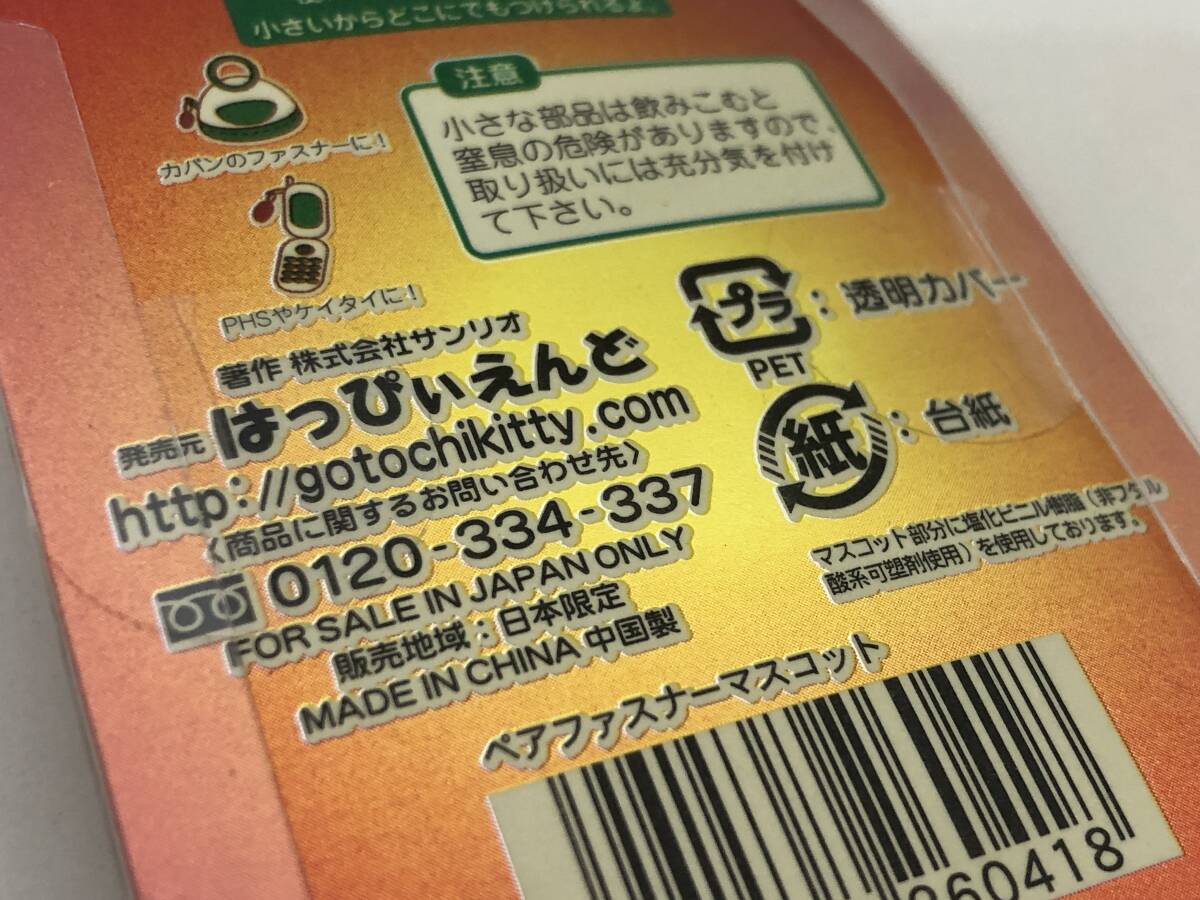 小さいからどこにでもつけられるよ。
カバンのファスナーに!
PHSやケイタイに!
注意
小さな部品は飲みこむと
窒息の危険がありますので、
取り扱いには充分気を付け
て下さい。
著作 株式会社サンリオ
発売元 はっぴぃえんど
http://gotochikitty.com
〈商品に関するお問い合わせ先〉
0120-334-337
FOR SALE IN JAPAN ONLY
販売地域:日本限定
MADE IN CHINA 中国製
プラ
PET
:透明カバー
紙
:台紙
マスコット部分に塩化ビニル樹脂(非フタル
酸系可塑剤使用)を使用しております。
ペアファスナーマスコット
260418